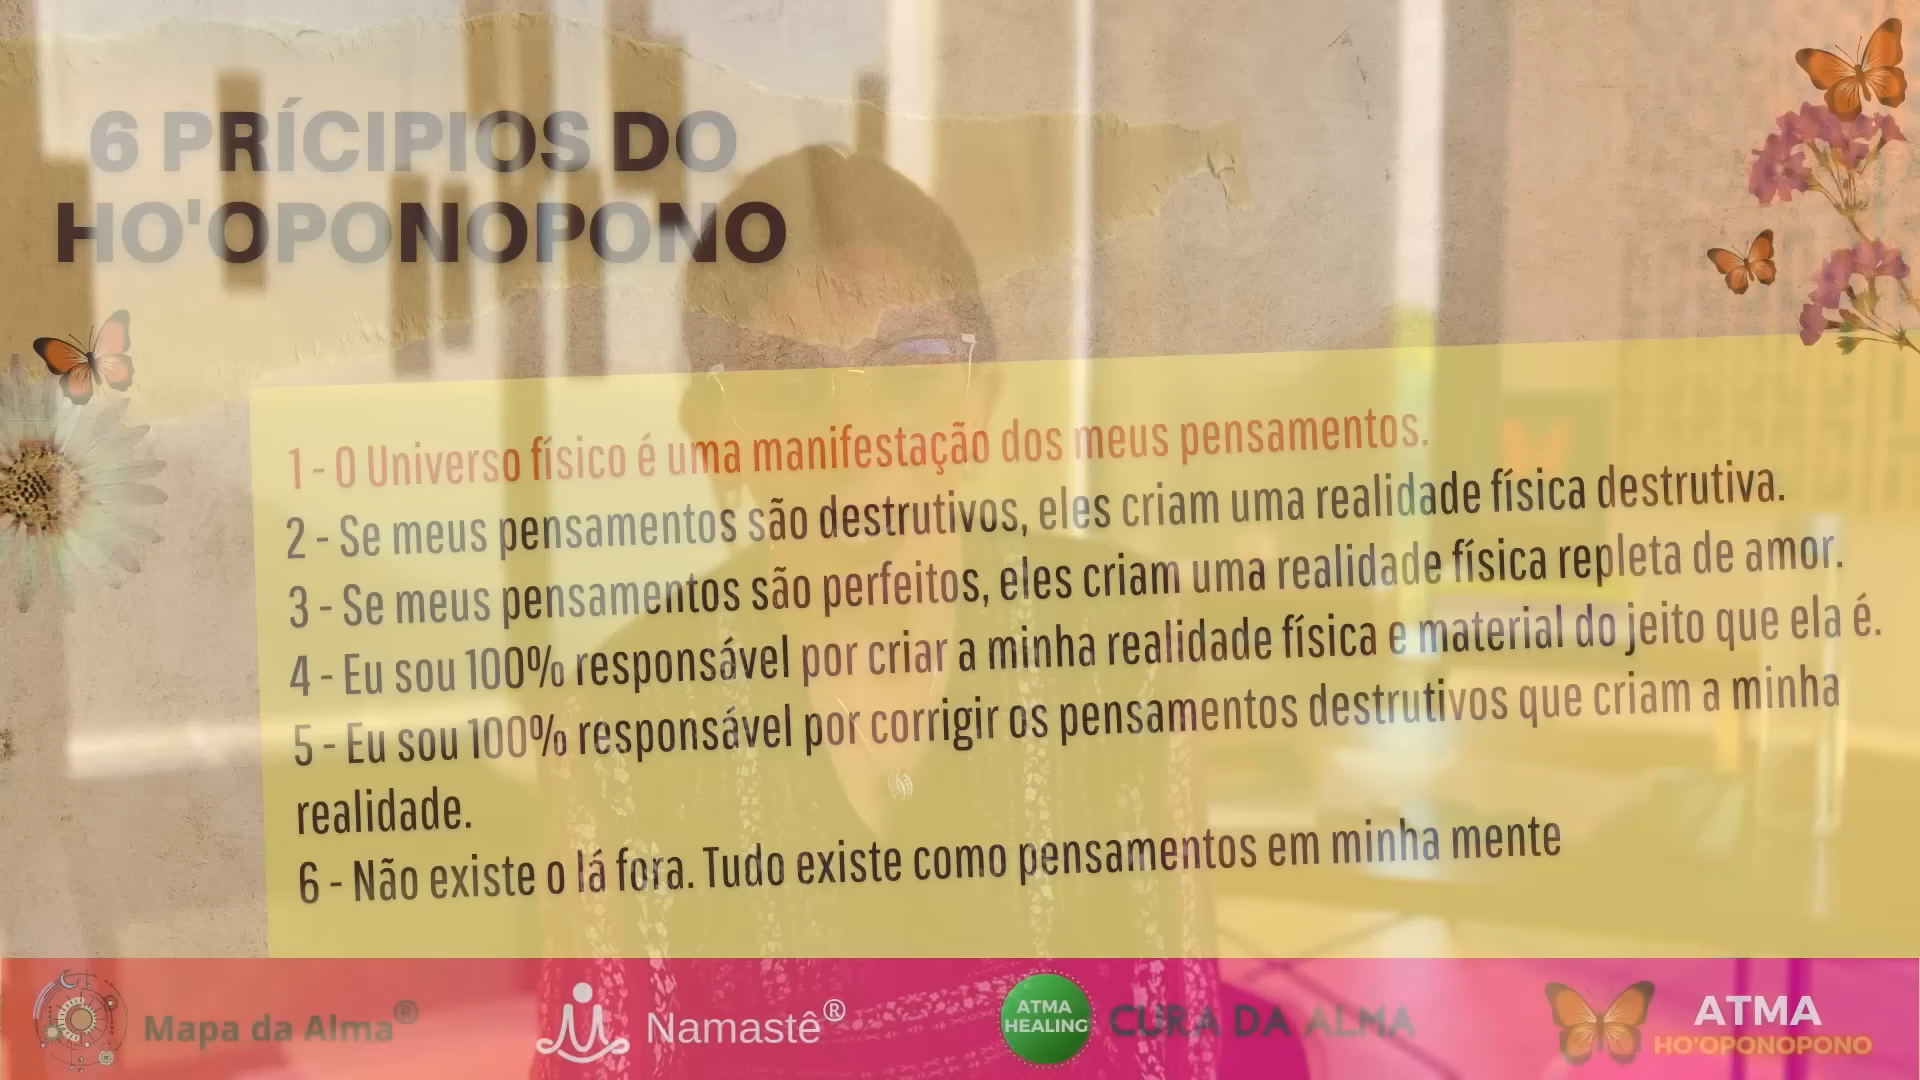 6 PRÍCIPIOS DO
HO'OPONOPONO
1 - O Universo físico é uma manifestação dos meus pensamentos.
2 - Se meus pensamentos são destrutivos, eles criam uma realidade física destrutiva.
3 - Se meus pensamentos são perfeitos, eles criam uma realidade física repleta de amor.
4 - Eu sou 100% responsável por criar a minha realidade física e material do jeito que ela é.
5 - Eu sou 100% responsável por corrigir os pensamentos destrutivos que criam a minha
realidade.
6 - Não existe o lá fora. Tudo existe como pensamentos em minha mente
Mapa da Alma®
Namastê®
ATMA
HEALING
CURA DA ALMA
ATMA
HO'OPONOPONO